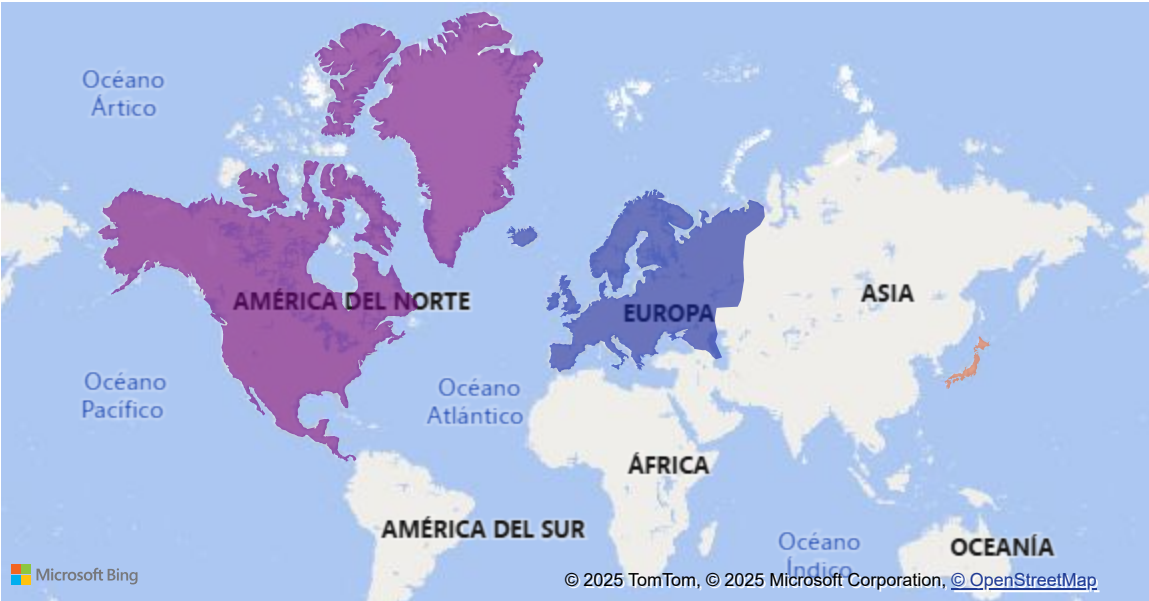 Océano
Ártico
AMÉRICA DEL NORTE
EUROPA
ASIA
Océano
Pacífico
Océano
Atlántico
ÁFRICA
AMÉRICA DEL SUR
Océano
Índico
OCEANÍA
Microsoft Bing
© 2025 TomTom, © 2025 Microsoft Corporation, © OpenStreetMap